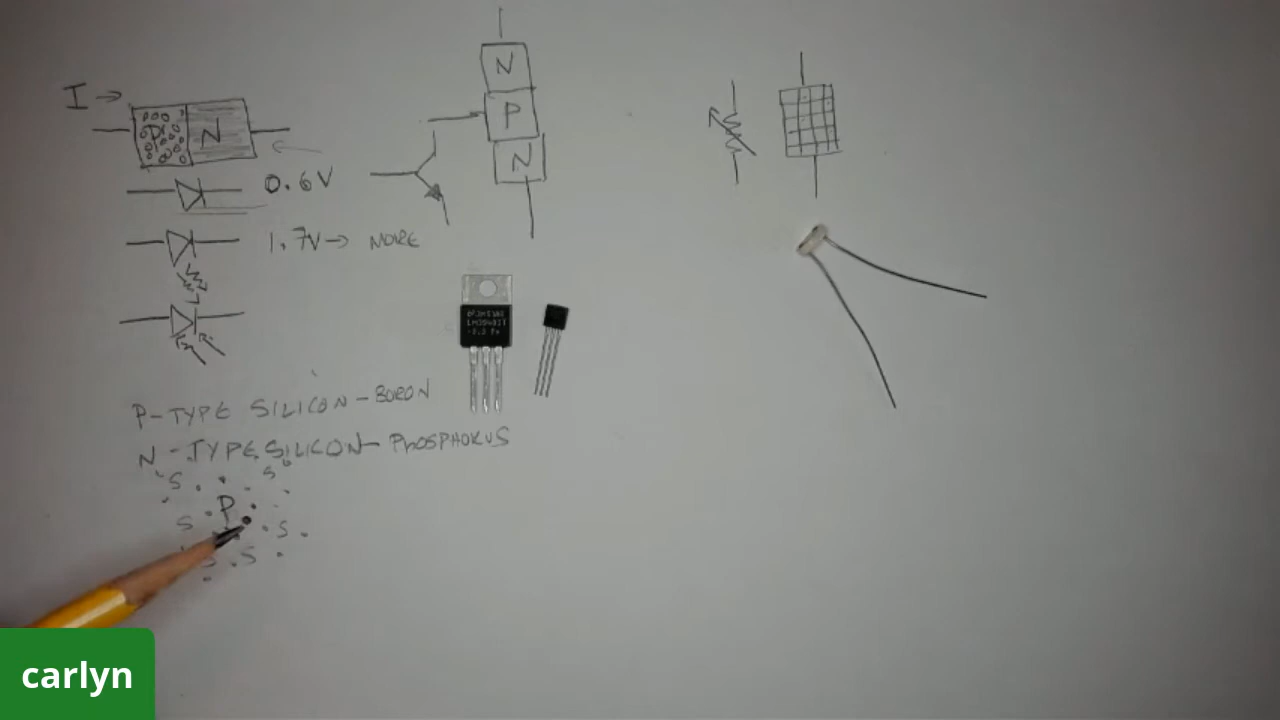 I →
P N
0.6V
1.7V → MORE
N
P
N
P-TYPE SILICON - BORON
N-TYPE SILICON - PHOSPHORUS
S S
P
S S
S S
carlyn